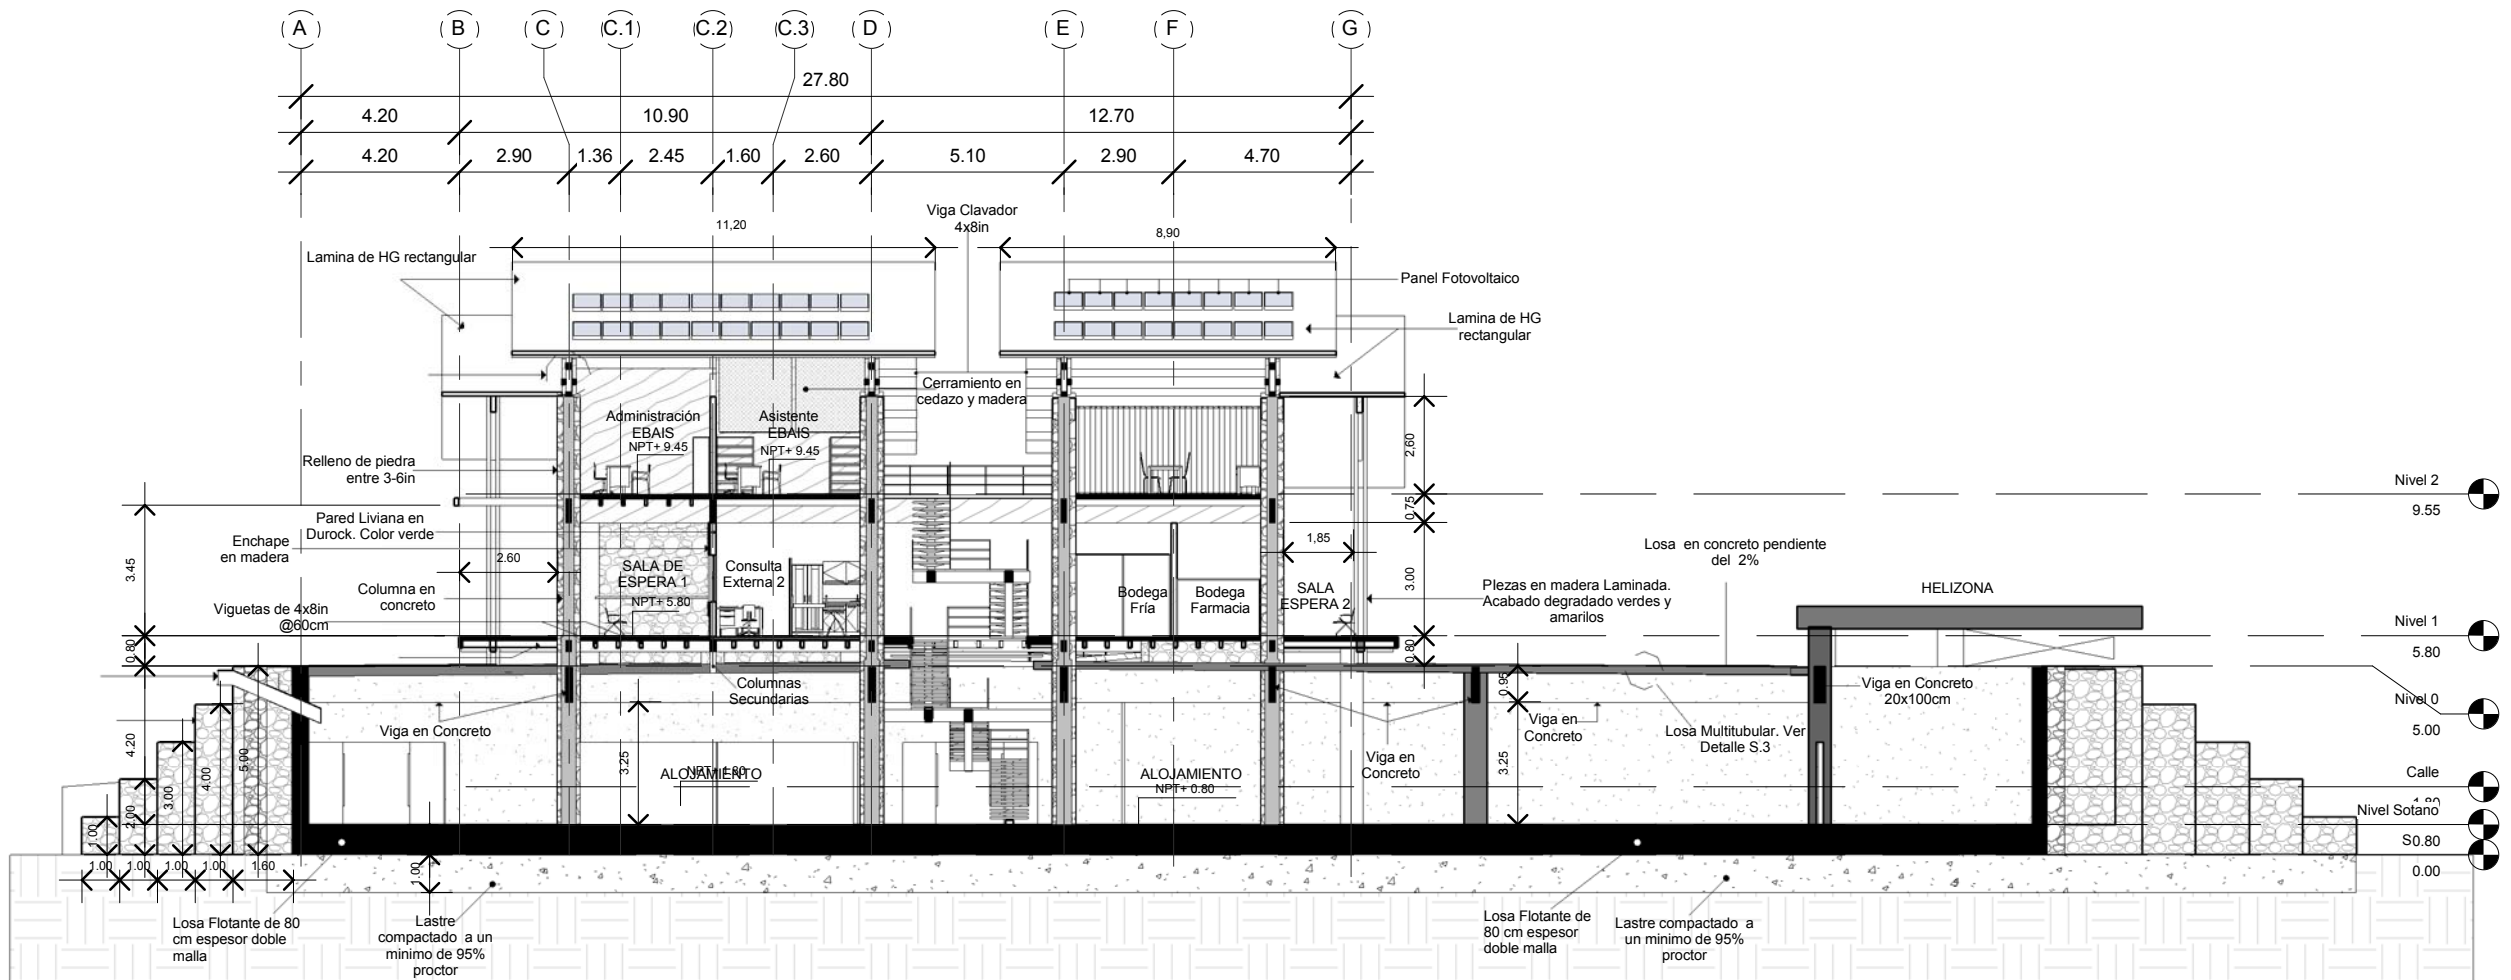 A
B
C
C.1
C.2
C.3
D
E
F
G
27.80
4.20
10.90
12.70
4.20
2.90
1.36
2.45
1.60
2.60
5.10
2.90
4.70
11,20
Viga Clavador
4x8in
8,90
Lamina de HG rectangular
Panel Fotovoltaico
Lamina de HG
rectangular
Cerramiento en
cedazo y madera
Administración
EBAIS
NPT+ 9.45
Asistente
EBAIS
NPT+ 9.45
2,60
Relleno de piedra
entre 3-6in
Nivel 2
9.55
0.75
Pared Liviana en
Durock. Color verde
Enchape
en madera
3.45
2.60
1,85
3.00
SALA DE
ESPERA 1
NPT+ 5.80
Consulta
Externa 2
Bodega
Fría
Bodega
Farmacia
SALA
ESPERA 2
Columna en
concreto
Viguetas de 4x8in
@60cm
Losa en concreto pendiente
del 2%
PIezas en madera Laminada.
Acabado degradado verdes y
amarilos
HELIZONA
Nivel 1
5.80
0.80
0.80
Columnas
Secundarias
0.95
Viga en Concreto
20x100cm
Nivel 0
5.00
Viga en Concreto
Viga en
Concreto
Losa Multitubular. Ver
Detalle S.3
Viga en
Concreto
4.20
5.00
4.00
3.00
2.00
1.00
3.25
3.25
NPT+ 1.80
ALOJAMIENTO
ALOJAMIENTO
NPT+ 0.80
Calle
1.80
Nivel Sotano
S0.80
0.00
1.00
1.00
1.00
1.00
1.60
1.00
Losa Flotante de 80
cm espesor doble
malla
Lastre
compactado a un
minimo de 95%
proctor
Losa Flotante de
80 cm espesor
doble malla
Lastre compactado a
un minimo de 95%
proctor